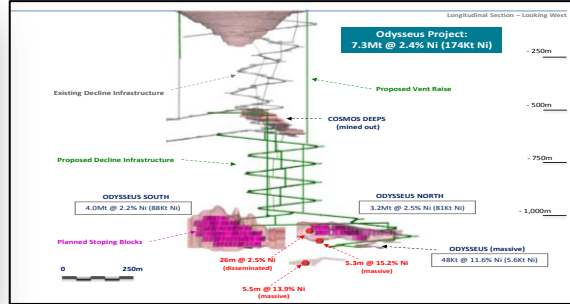 Longitudinal Section – Looking West
Odysseus Project:
7.3Mt @ 2.4% Ni (174Kt Ni)
- 250m
Existing Decline Infrastructure
Proposed Vent Raise
- 500m
COSMOS DEEPS
(mined out)
Proposed Decline Infrastructure
- 750m
ODYSSEUS SOUTH
4.0Mt @ 2.2% Ni (88Kt Ni)
ODYSSEUS NORTH
3.2Mt @ 2.5% Ni (81Kt Ni)
- 1,000m
Planned Stoping Blocks
ODYSSEUS (massive)
48Kt @ 11.6% Ni (5.6Kt Ni)
26m @ 2.5% Ni
(disseminated)
5.3m @ 15.2% Ni
(massive)
0 250m
5.5m @ 13.9% Ni
(massive)